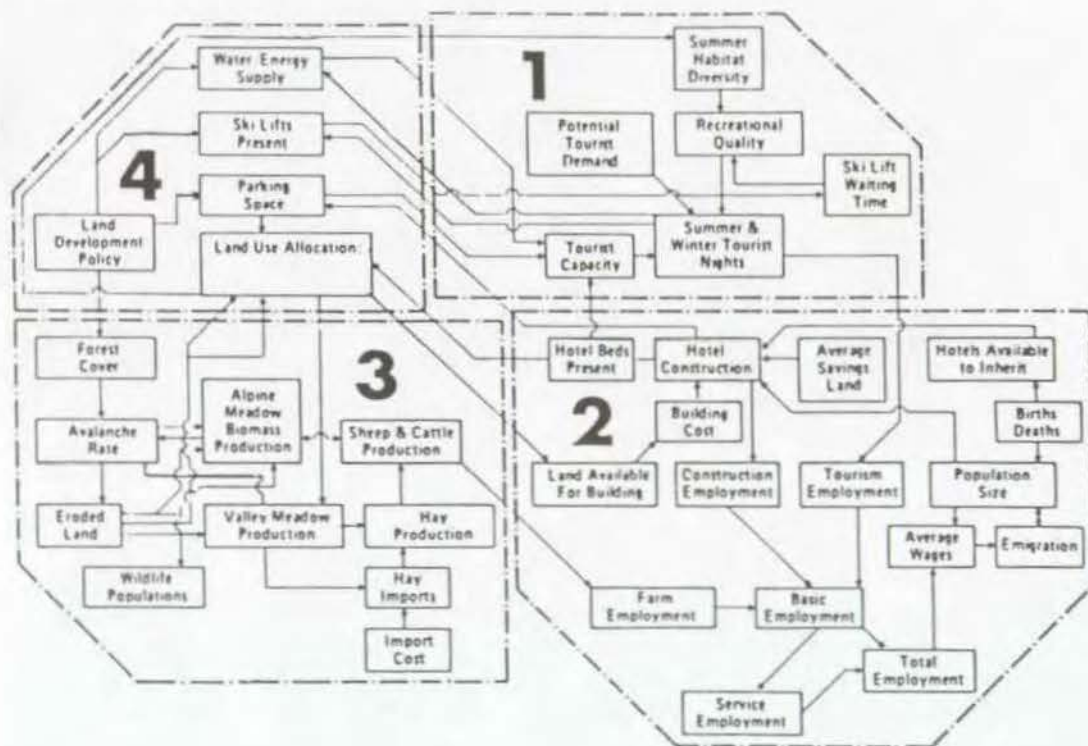 4
Water Energy
Supply
Ski Lifts
Present
Parking
Space
Land
Development
Policy
Land Use Allocation:
1
Summer
Habitat
Diversity
Potential
Tourist
Demand
Recreational
Quality
Ski Lift
Waiting
Time
Tourist
Capacity
Summer &
Winter Tourist
Nights
3
Forest
Cover
Alpine
Meadow
Biomass
Production
Avalanche
Rate
Sheep & Cattle
Production
Eroded
Land
Valley Meadow
Production
Hay
Production
Wildlife
Populations
Hay
Imports
Import
Cost
2
Hotel Beds
Present
Hotel
Construction
Average
Savings
Land
Hotels Available
to Inherit
Building
Cost
Births
Deaths
Land Available
For Building
Construction
Employment
Tourism
Employment
Population
Size
Average
Wages
Emigration
Farm
Employment
Basic
Employment
Total
Employment
Service
Employment